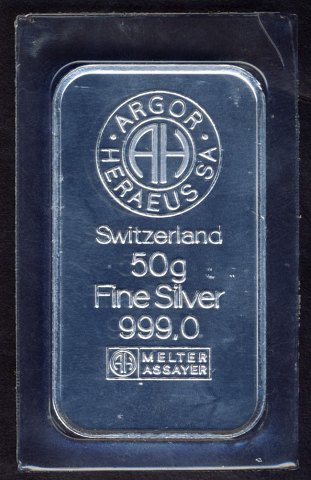 ARGOR
HERAEUS SA
AH
Switzerland
50g
Fine Silver
999,0
AH MELTER
ASSAYER